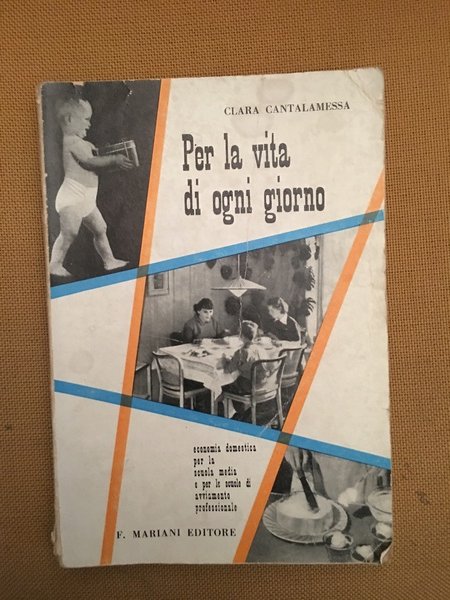 CLARA CANTALAMESSA
Per la vita
di ogni giorno
economia domestica
per la
scuola media
e per le scuole di
avviamento
professionale
F. MARIANI EDITORE